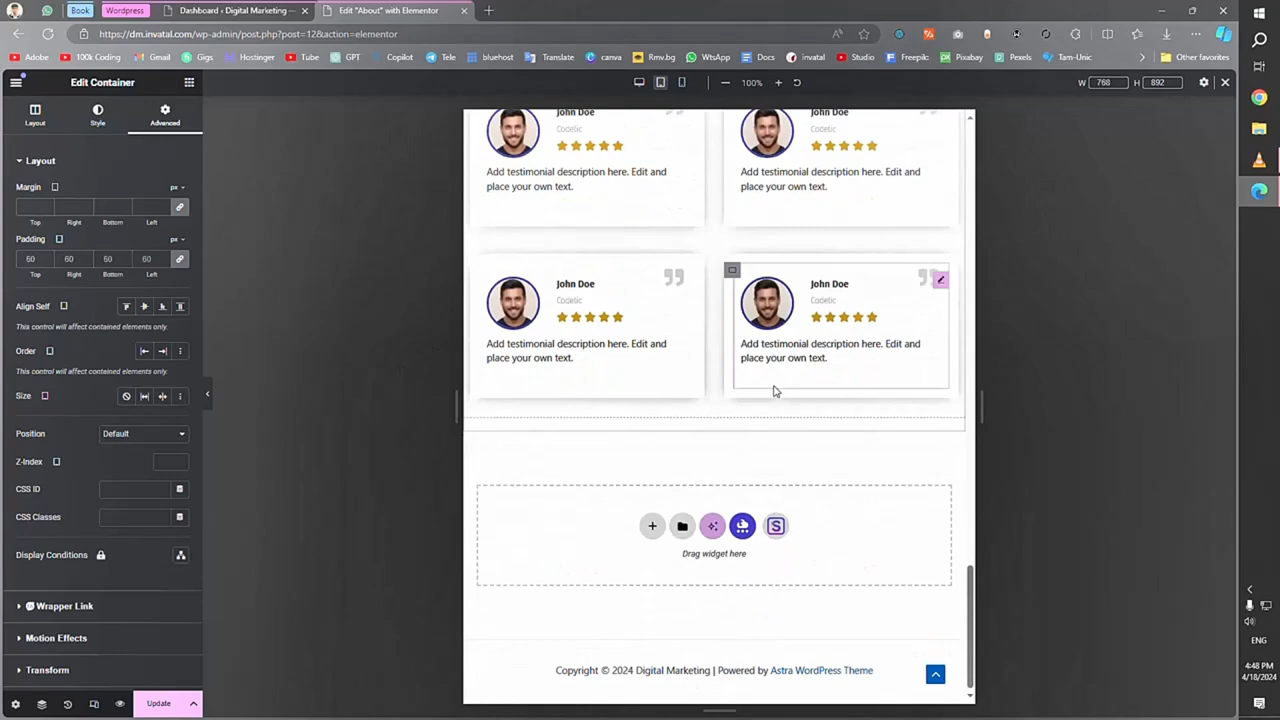 Book
Wordpress
Dashboard ‹ Digital Marketing —
Edit "About" with Elementor
https://dm.invatal.com/wp-admin/post.php?post=12&action=elementor
Adobe
100% Coding
Gmail
Gigs
Hostinger
Tube
GPT
Copilot
Tele
bluehost
Translate
canva
Rmv.bg
WtsApp
Docs
invatal
Studio
Freepik:
Pixabay
Pexels
Tam-Unic
Other favorites
Edit Container
100%
W 768 H 892
Layout
Style
Advanced
Layout
Margin px
Top Right Bottom Left
Padding px
60 60 60 60
Top Right Bottom Left
Align Self
This control will affect contained elements only.
Order
This control will affect contained elements only.
Size
Position Default
Z-Index
CSS ID
CSS Classes
Display Conditions
Wrapper Link
Motion Effects
Transform
Update
John Doe
Codetic
Add testimonial description here. Edit and
place your own text.
John Doe
Codetic
Add testimonial description here. Edit and
place your own text.
John Doe
Codetic
Add testimonial description here. Edit and
place your own text.
John Doe
Codetic
Add testimonial description here. Edit and
place your own text.
Drag widget here
Copyright © 2024 Digital Marketing | Powered by Astra WordPress Theme
ENG
4:48 PM
4/18/2024